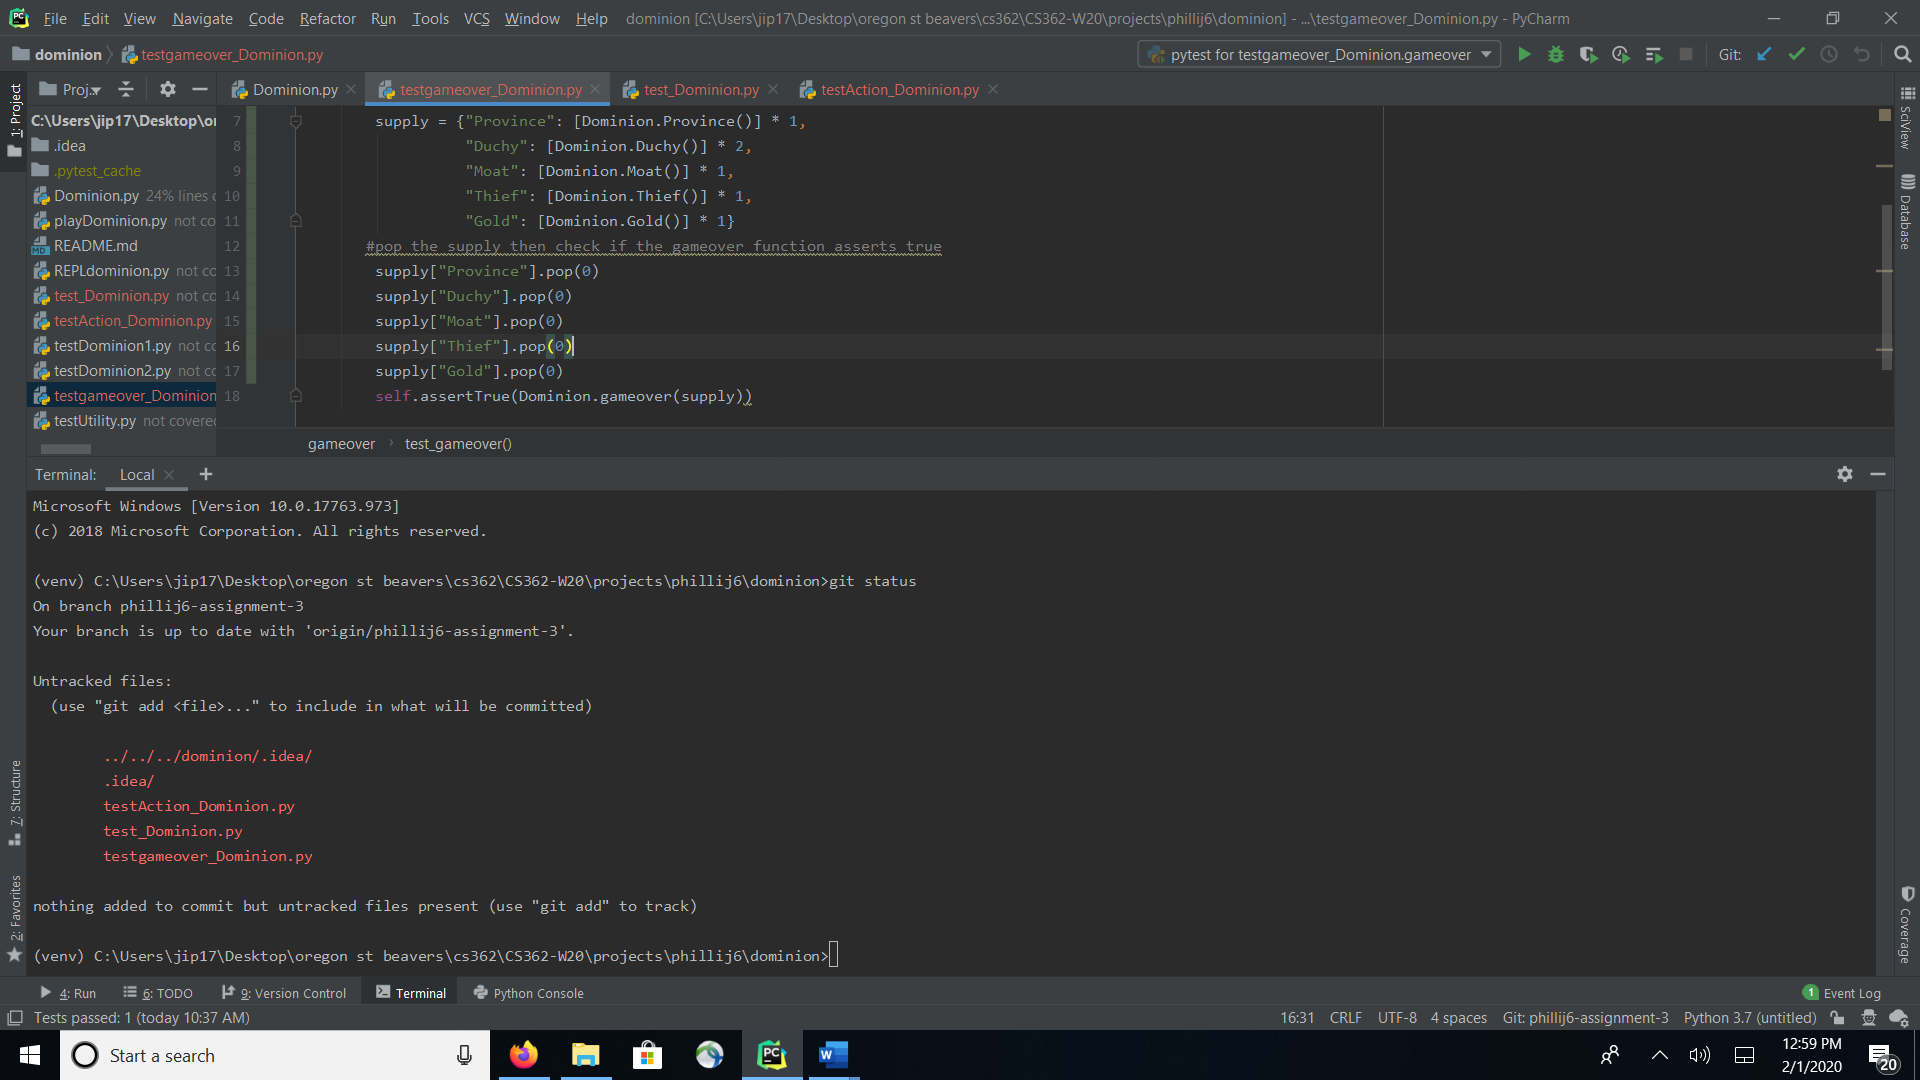 File Edit View Navigate Code Refactor Run Tools VCS Window Help dominion [C:\Users\jip17\Desktop\oregon st beavers\cs362\CS362-W20\projects\phillij6\dominion] - ...\testgameover_Dominion.py - PyCharm
dominion testgameover_Dominion.py pytest for testgameover_Dominion.gameover Git:
1: Project
Proj.. Dominion.py testgameover_Dominion.py test_Dominion.py testAction_Dominion.py
C:\Users\jip17\Desktop\or
.idea
.pytest_cache
Dominion.py 24% lines c
playDominion.py not co
README.md
REPLdominion.py not co
test_Dominion.py not co
testAction_Dominion.py
testDominion1.py not cc
testDominion2.py not cc
testgameover_Dominion
testUtility.py not covered
7 supply = {"Province": [Dominion.Province()] * 1,
8 "Duchy": [Dominion.Duchy()] * 2,
9 "Moat": [Dominion.Moat()] * 1,
10 "Thief": [Dominion.Thief()] * 1,
11 "Gold": [Dominion.Gold()] * 1}
12 #pop the supply then check if the gameover function asserts true
13 supply["Province"].pop(0)
14 supply["Duchy"].pop(0)
15 supply["Moat"].pop(0)
16 supply["Thief"].pop(0)
17 supply["Gold"].pop(0)
18 self.assertTrue(Dominion.gameover(supply))
gameover test_gameover()
SciView
Database
Terminal: Local +
Microsoft Windows [Version 10.0.17763.973]
(c) 2018 Microsoft Corporation. All rights reserved.
(venv) C:\Users\jip17\Desktop\oregon st beavers\cs362\CS362-W20\projects\phillij6\dominion>git status
On branch phillij6-assignment-3
Your branch is up to date with 'origin/phillij6-assignment-3'.
Untracked files:
(use "git add <file>..." to include in what will be committed)
../../../dominion/.idea/
.idea/
testAction_Dominion.py
test_Dominion.py
testgameover_Dominion.py
nothing added to commit but untracked files present (use "git add" to track)
(venv) C:\Users\jip17\Desktop\oregon st beavers\cs362\CS362-W20\projects\phillij6\dominion>
7: Structure
2: Favorites
Coverage
4: Run 6: TODO 9: Version Control Terminal Python Console 1 Event Log
Tests passed: 1 (today 10:37 AM) 16:31 CRLF UTF-8 4 spaces Git: phillij6-assignment-3 Python 3.7 (untitled)
Start a search
12:59 PM
2/1/2020
20